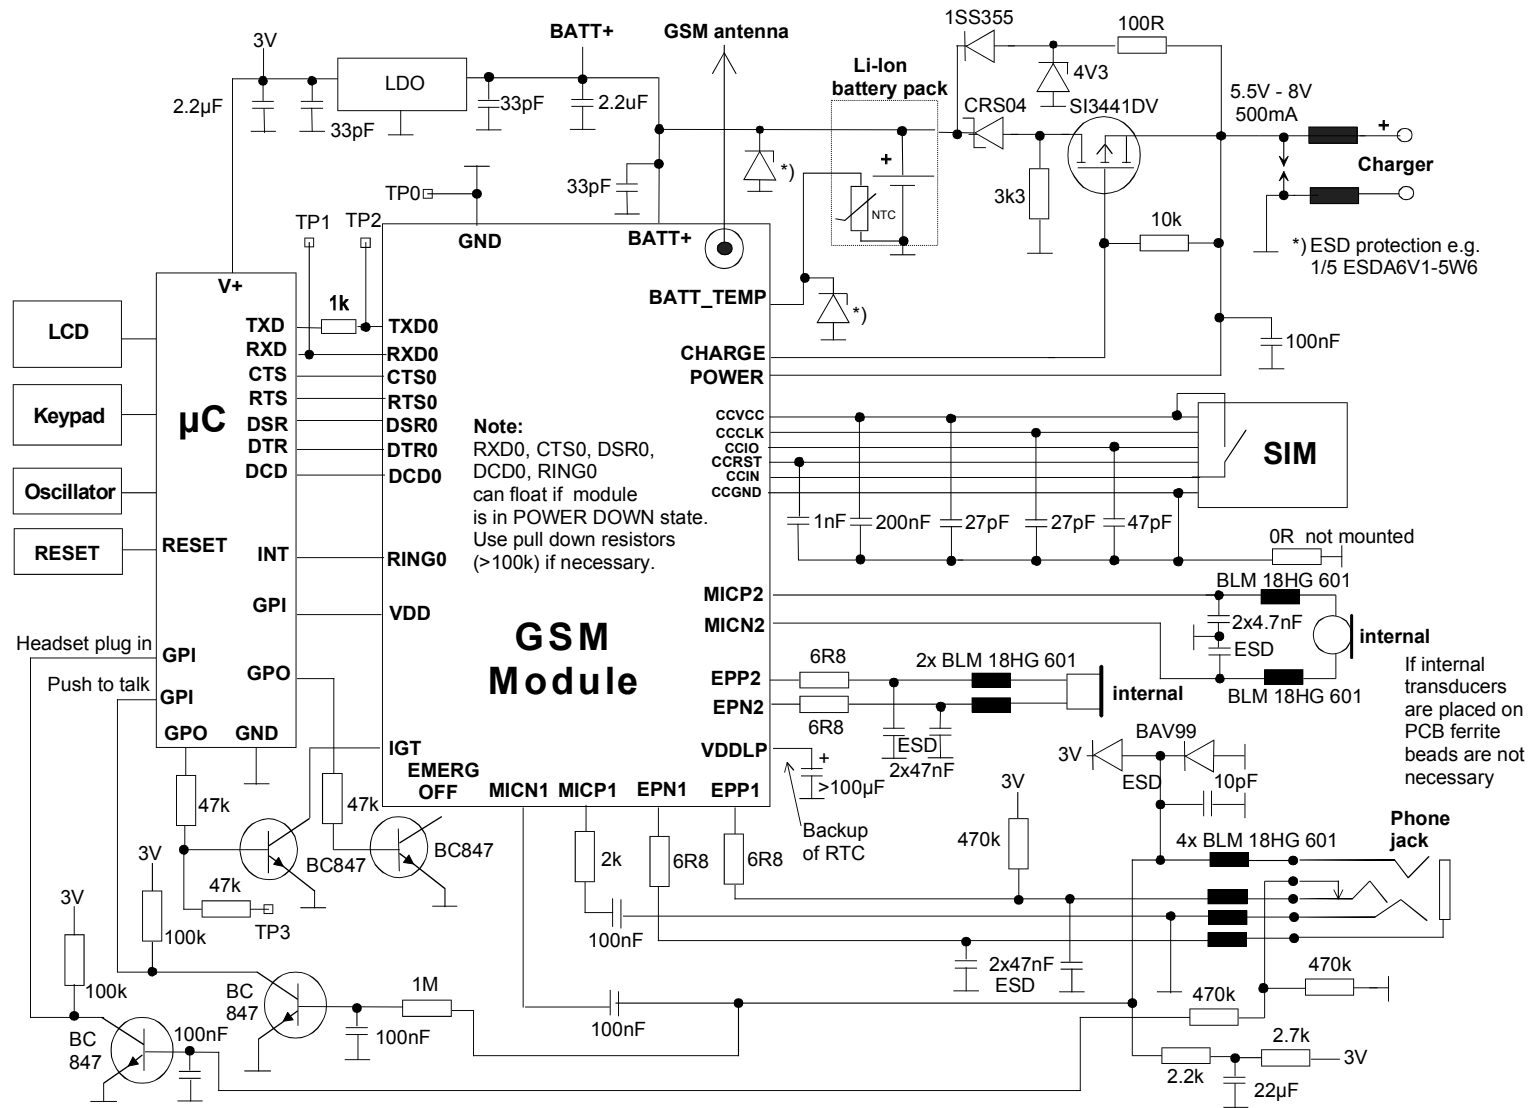 1SS355
100R
BATT+
GSM antenna
3V
LDO
Li-Ion
battery pack
4V3
CRS04
SI3441DV
5.5V - 8V
500mA
+
Charger
2.2µF
33pF
33pF
2.2uF
*)
+
NTC
3k3
10k
33pF
TP0
TP1
TP2
GND
BATT+
*) ESD protection e.g.
1/5 ESDA6V1-5W6
V+
1k
BATT_TEMP
*)
100nF
LCD
TXD
TXD0
RXD
RXD0
CHARGE
CTS
CTS0
POWER
Keypad
µC
RTS
RTS0
DSR
DSR0
DTR
DTR0
DCD
DCD0
Note:
RXD0, CTS0, DSR0,
DCD0, RING0
can float if module
is in POWER DOWN state.
Use pull down resistors
(>100k) if necessary.
CCVCC
CCCLK
CCIO
CCRST
CCIN
CCGND
SIM
Oscillator
1nF
200nF
27pF
27pF
47pF
0R not mounted
RESET
RESET
INT
RING0
BLM 18HG 601
MICP2
GPI
VDD
MICN2
2x4.7nF
ESD
internal
BLM 18HG 601
GSM
Module
Headset plug in
GPI
Push to talk
GPI
GPO
6R8
2x BLM 18HG 601
EPP2
EPN2
internal
6R8
If internal
transducers
are placed on
PCB ferrite
beads are not
necessary
GPO
GND
IGT
EMERG
OFF
VDDLP
ESD
2x47nF
3V
BAV99
ESD
10pF
+
>100µF
MICN1
MICP1
EPN1
EPP1
3V
Backup
of RTC
47k
47k
BC847
BC847
2k
6R8
6R8
470k
4x BLM 18HG 601
Phone
jack
3V
47k
TP3
3V
100k
100nF
2x47nF
ESD
100k
BC
847
1M
100nF
100nF
470k
470k
BC
847
100nF
2.7k
3V
2.2k
22µF